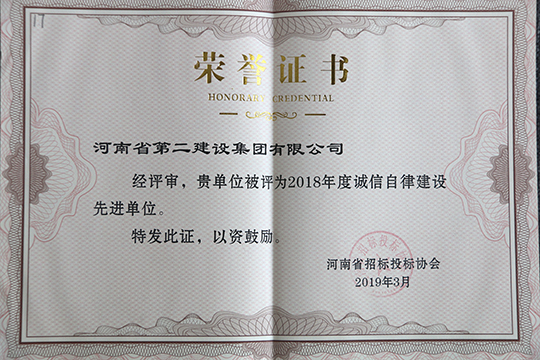 17
荣誉证书
HONORARY CREDENTIAL
河南省第二建设集团有限公司
经评审，贵单位被评为2018年度诚信自律建设
先进单位。
特发此证，以资鼓励。
河南省招标投标协会
2019年3月